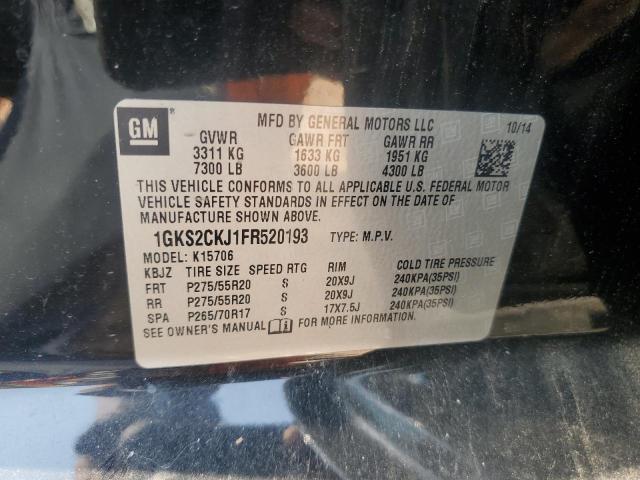 GM
MFD BY GENERAL MOTORS LLC 10/14
GVWR GAWR FRT GAWR RR
3311 KG 1633 KG 1951 KG
7300 LB 3600 LB 4300 LB
THIS VEHICLE CONFORMS TO ALL APPLICABLE U.S. FEDERAL MOTOR
VEHICLE SAFETY STANDARDS IN EFFECT ON THE DATE OF
MANUFACTURE SHOWN ABOVE.
1GKS2CKJ1FR520193 TYPE: M.P.V.
MODEL: K15706
KBJZ TIRE SIZE SPEED RTG RIM COLD TIRE PRESSURE
FRT P275/55R20 S 20X9J 240KPA(35PSI)
RR P275/55R20 S 20X9J 240KPA(35PSI)
SPA P265/70R17 S 17X7.5J 240KPA(35PSI)
SEE OWNER'S MANUAL FOR MORE INFORMATION.